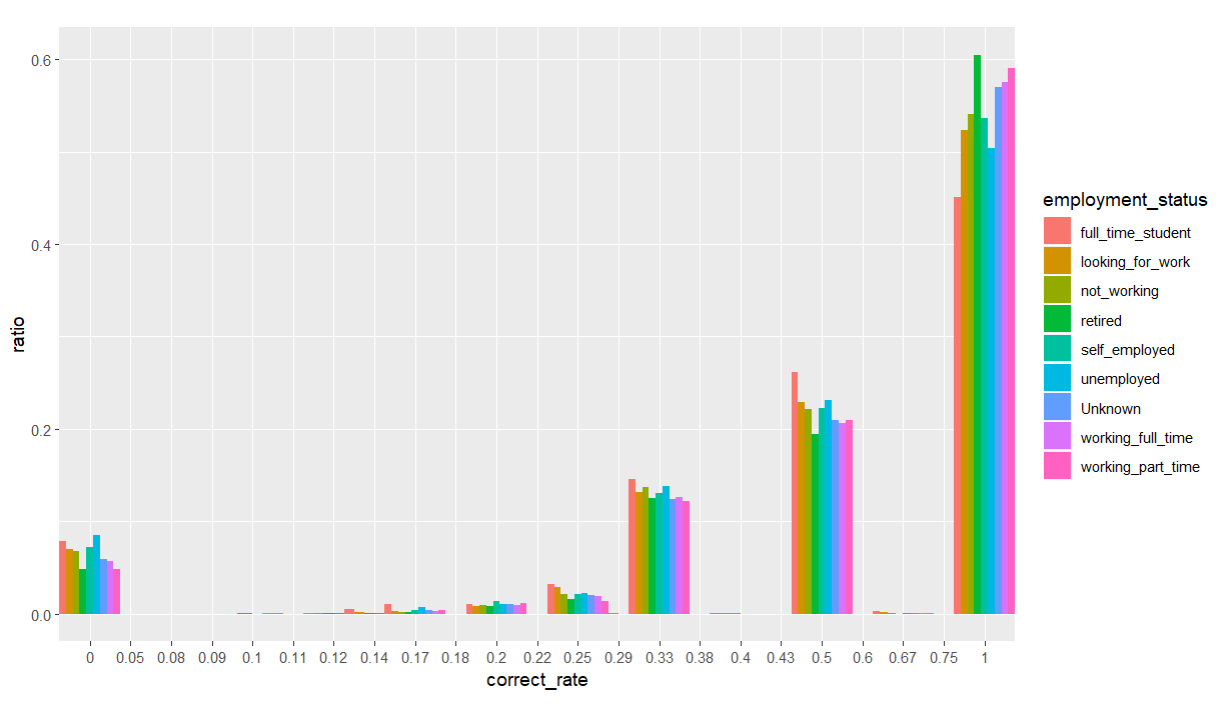 0.6
0.4
0.2
0.0
ratio
0 0.05 0.08 0.09 0.1 0.11 0.12 0.14 0.17 0.18 0.2 0.22 0.25 0.29 0.33 0.38 0.4 0.43 0.5 0.6 0.67 0.75 1
correct_rate
employment_status
full_time_student
looking_for_work
not_working
retired
self_employed
unemployed
Unknown
working_full_time
working_part_time